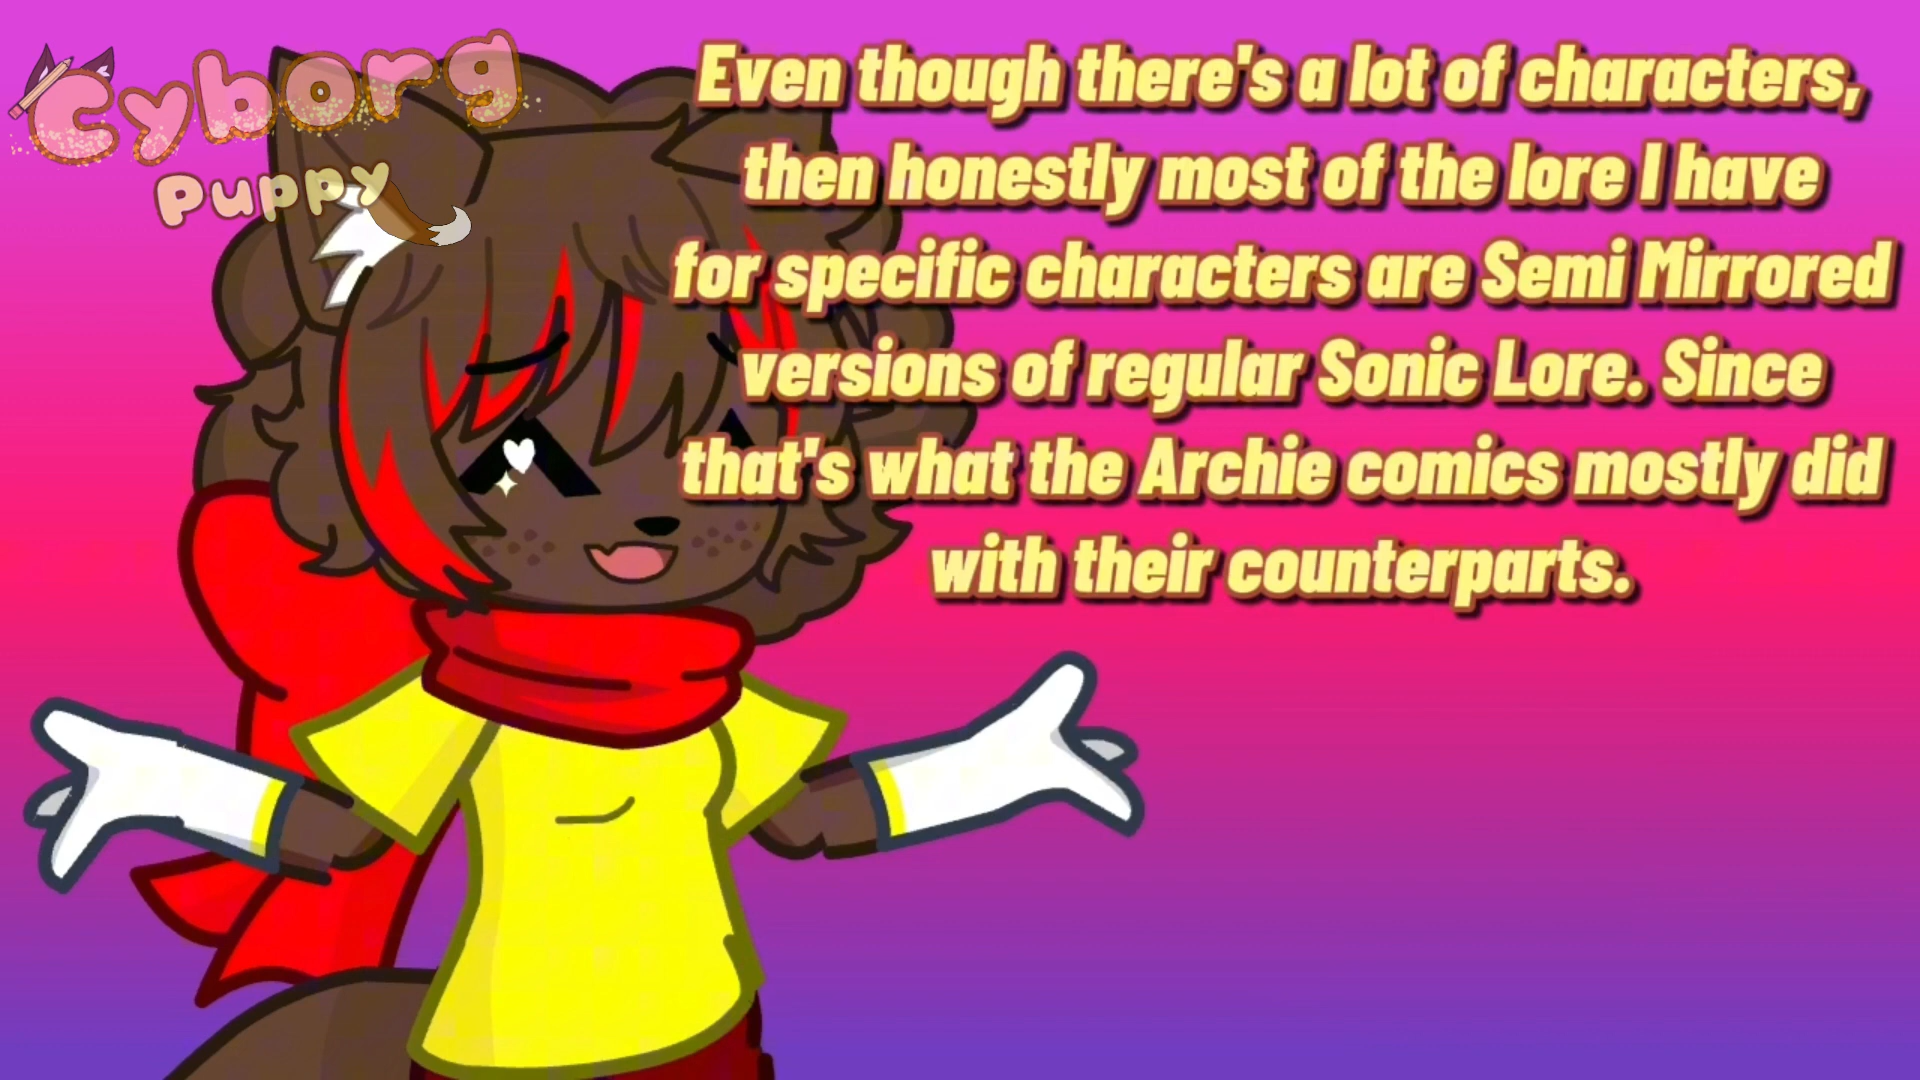 Cyborg
Puppy
Even though there's a lot of characters,
then honestly most of the lore I have
for specific characters are Semi Mirrored
versions of regular Sonic Lore. Since
that's what the Archie comics mostly did
with their counterparts.